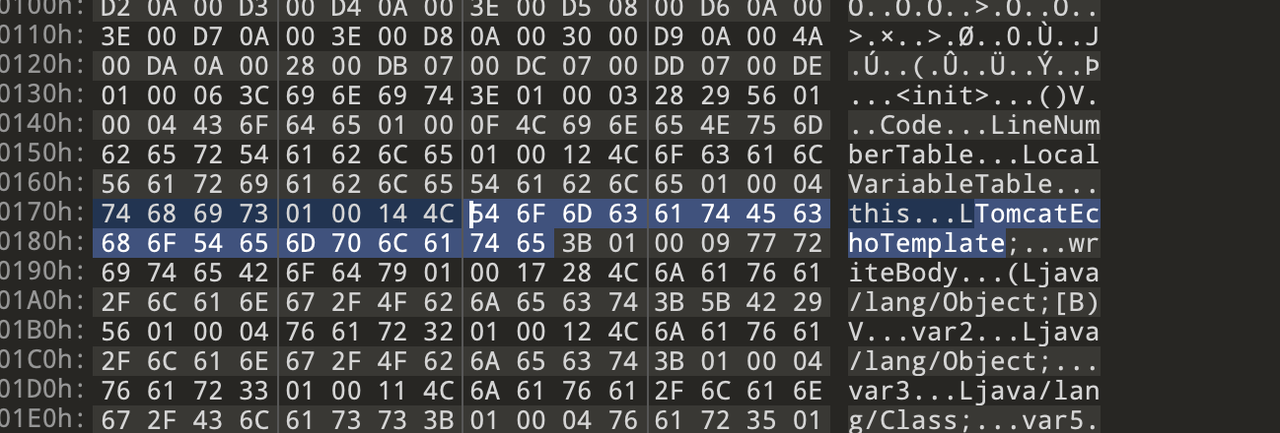 0100h: D2 0A 00 D3 00 D4 0A 00 3E 00 D5 08 00 D6 0A 00 Ò..Ó.Ô..>.Õ..Ö..
0110h: 3E 00 D7 0A 00 3E 00 D8 0A 00 30 00 D9 0A 00 4A >.×..>.Ø..0.Ù..J
0120h: 00 DA 0A 00 28 00 DB 07 00 DC 07 00 DD 07 00 DE .Ú..(.Û..Ü..Ý..Þ
0130h: 01 00 06 3C 69 6E 69 74 3E 01 00 03 28 29 56 01 ...<init>...()V.
0140h: 00 04 43 6F 64 65 01 00 0F 4C 69 6E 65 4E 75 6D ..Code...LineNum
0150h: 62 65 72 54 61 62 6C 65 01 00 12 4C 6F 63 61 6C berTable...Local
0160h: 56 61 72 69 61 62 6C 65 54 61 62 6C 65 01 00 04 VariableTable...
0170h: 74 68 69 73 01 00 14 4C 54 6F 6D 63 61 74 45 63 this...LTomcatEc
0180h: 68 6F 54 65 6D 70 6C 61 74 65 3B 01 00 09 77 72 hoTemplate;...wr
0190h: 69 74 65 42 6F 64 79 01 00 17 28 4C 6A 61 76 61 iteBody...(Ljava
01A0h: 2F 6C 61 6E 67 2F 4F 62 6A 65 63 74 3B 5B 42 29 /lang/Object;[B)
01B0h: 56 01 00 04 76 61 72 32 01 00 12 4C 6A 61 76 61 V...var2...Ljava
01C0h: 2F 6C 61 6E 67 2F 4F 62 6A 65 63 74 3B 01 00 04 /lang/Object;...
01D0h: 76 61 72 33 01 00 11 4C 6A 61 76 61 2F 6C 61 6E var3...Ljava/lan
01E0h: 67 2F 43 6C 61 73 73 3B 01 00 04 76 61 72 35 01 g/Class;...var5.